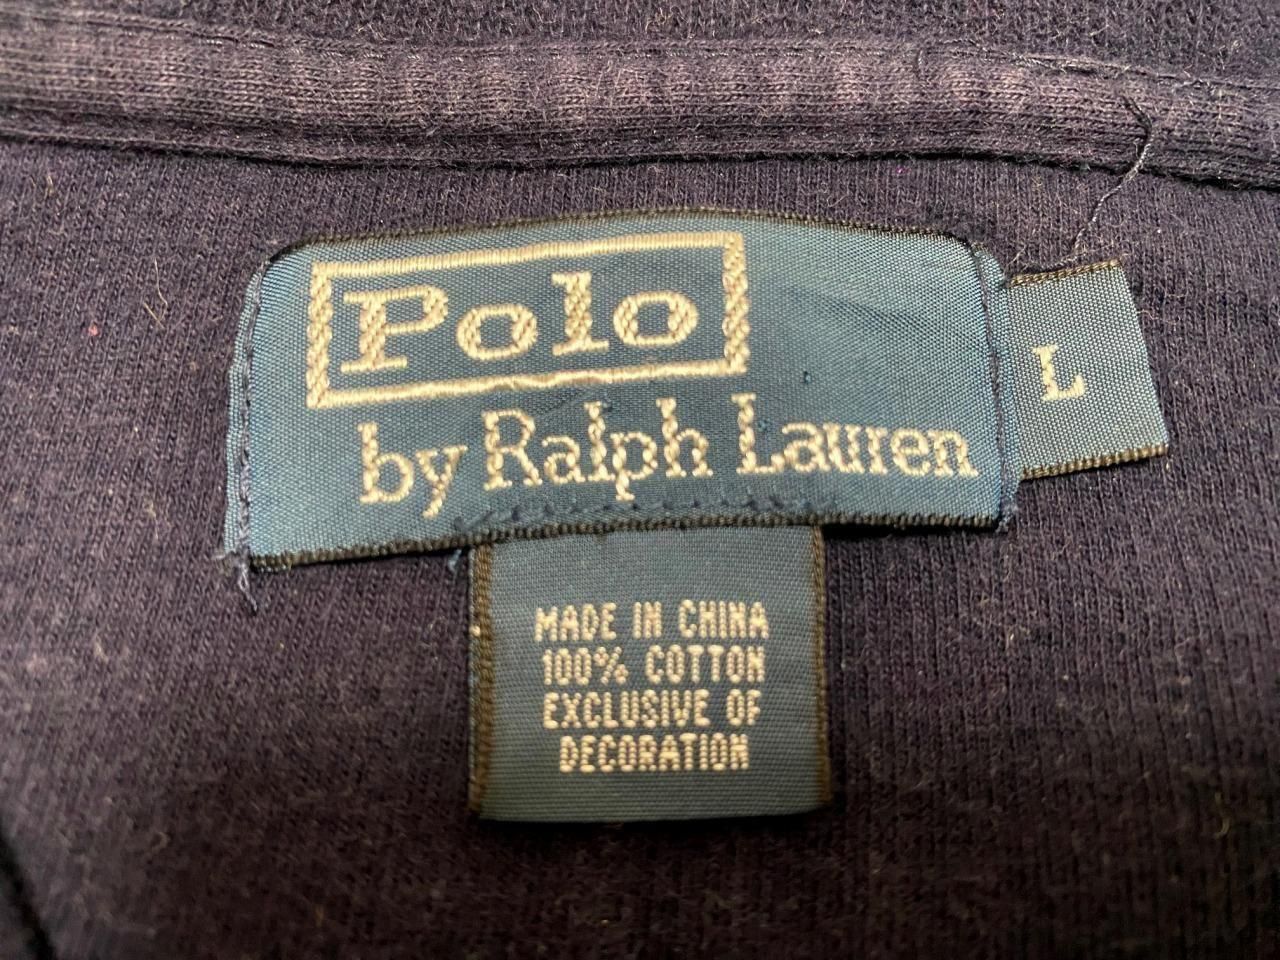 Polo
by Ralph Lauren
L
MADE IN CHINA
100% COTTON
EXCLUSIVE OF
DECORATION